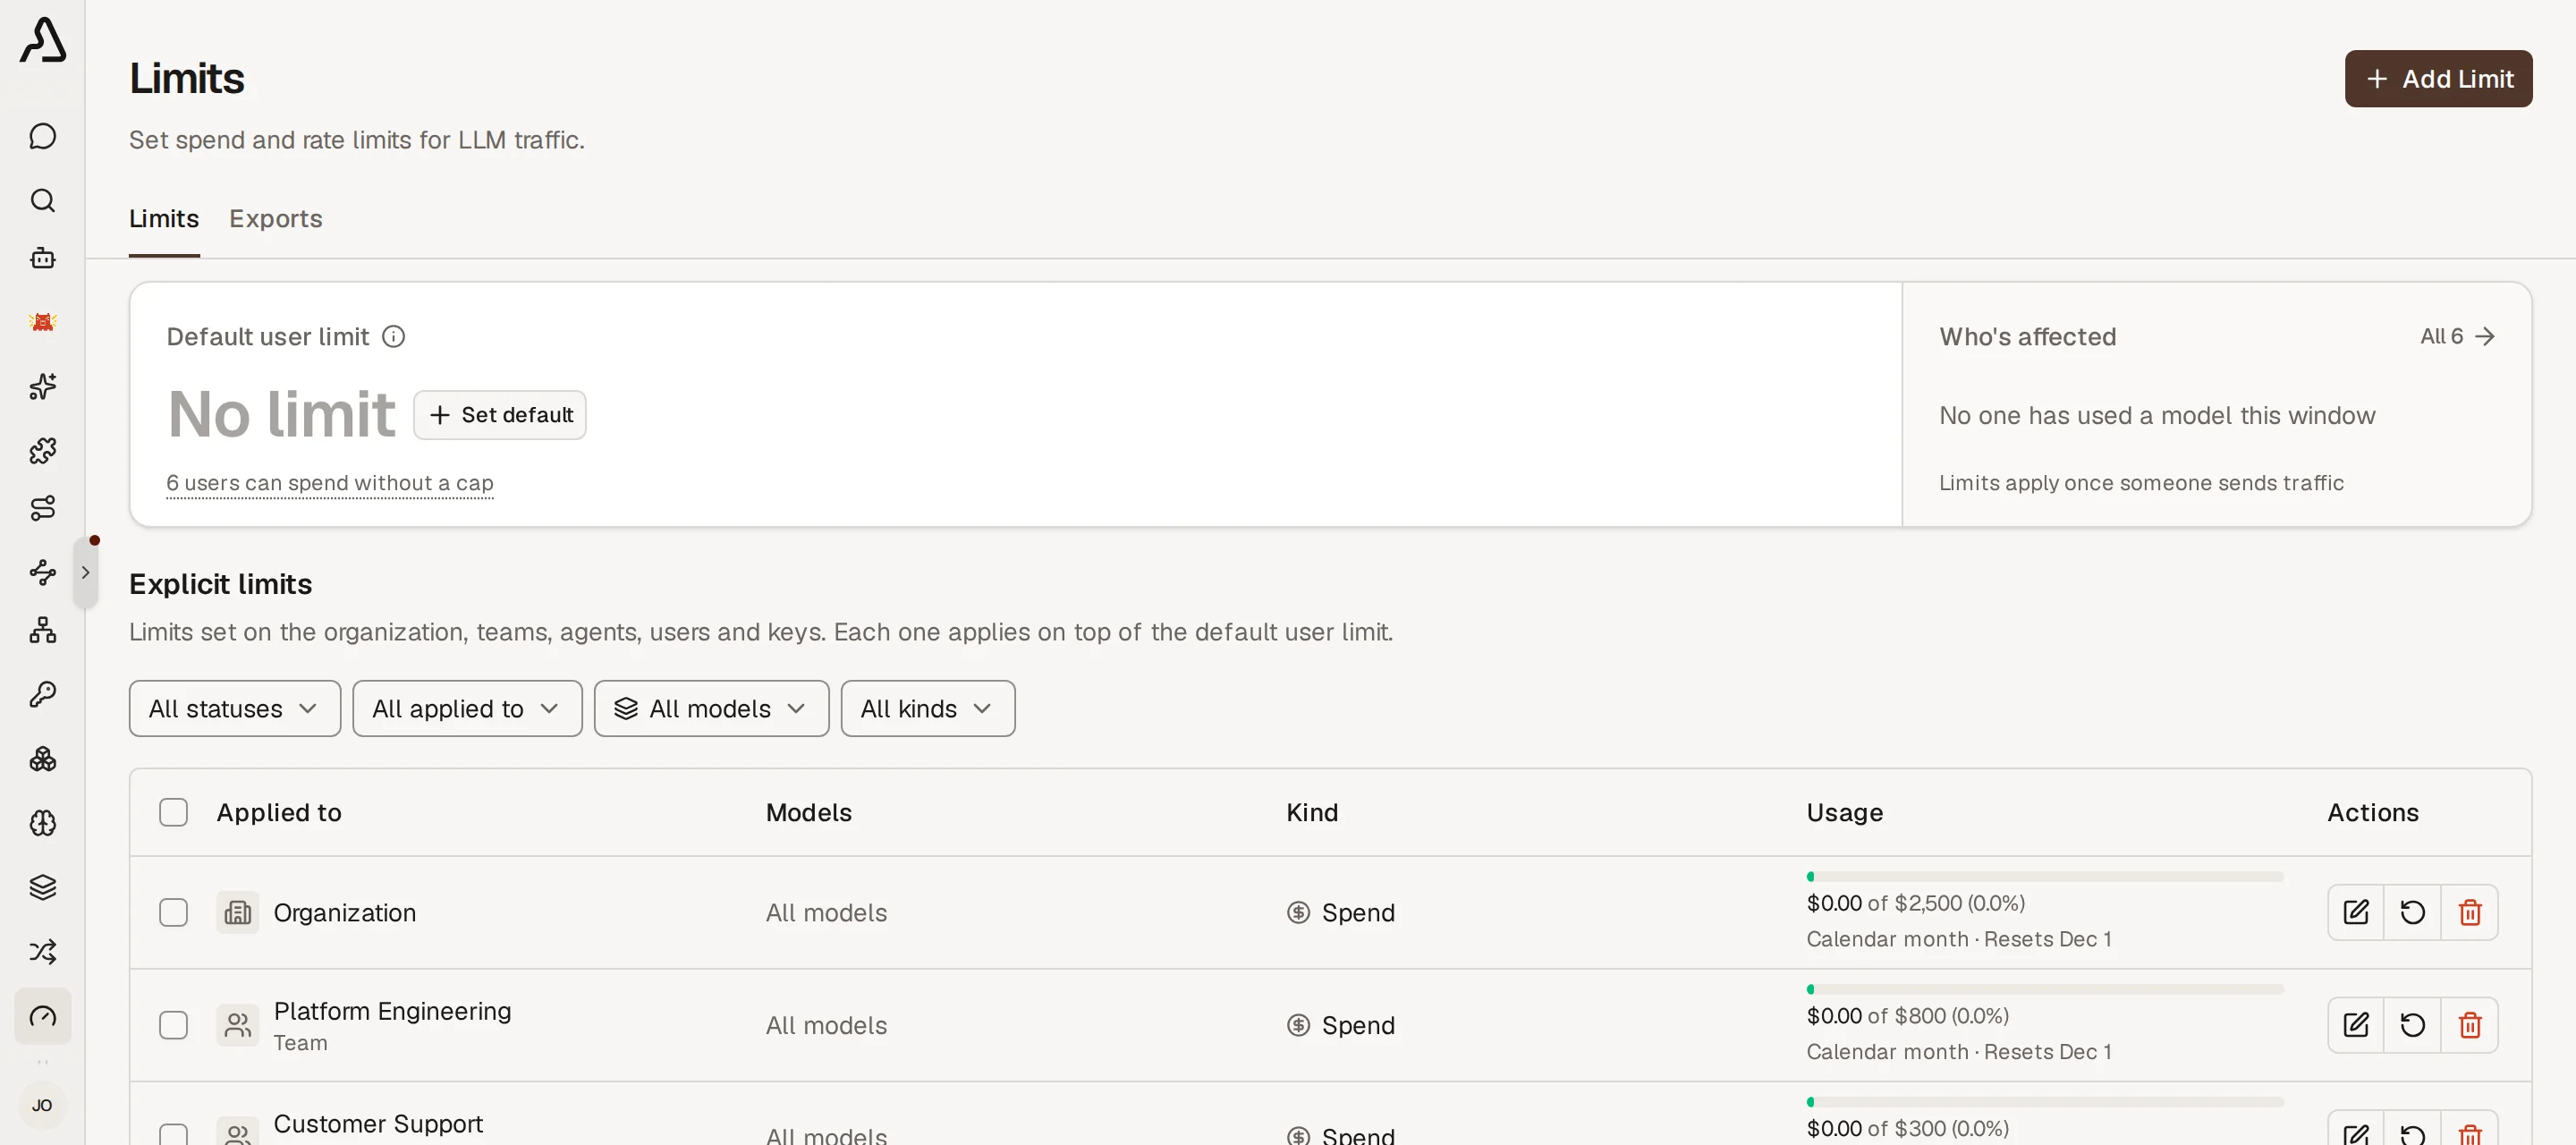 Limits
Add Limit
Set spend and rate limits for LLM traffic.
Limits
Exports
Default user limit
No limit
Set default
6 users can spend without a cap
Who's affected
All 6
No one has used a model this window
Limits apply once someone sends traffic
Explicit limits
Limits set on the organization, teams, agents, users and keys. Each one applies on top of the default user limit.
All statuses
All applied to
All models
All kinds
Applied to
Models
Kind
Usage
Actions
Organization
All models
Spend
$0.00 of $2,500 (0.0%)
Calendar month · Resets Dec 1
Platform Engineering
Team
All models
Spend
$0.00 of $800 (0.0%)
Calendar month · Resets Dec 1
Customer Support
All models
Spend
$0.00 of $300 (0.0%)
JO